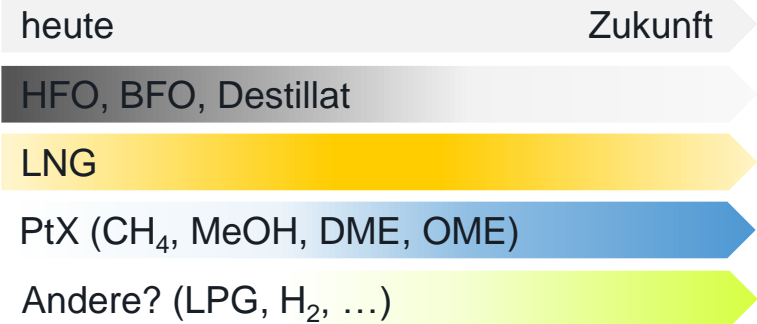 heute Zukunft
HFO, BFO, Destillat
LNG
PtX (CH₄, MeOH, DME, OME)
Andere? (LPG, H₂, …)